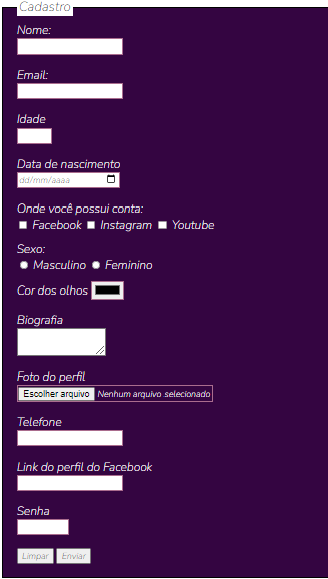 Cadastro
Nome:
Email:
Idade
Data de nascimento
dd/mm/aaaa
Onde você possui conta:
Facebook Instagram Youtube
Sexo:
Masculino Feminino
Cor dos olhos
Biografia
Foto do perfil
Escolher arquivo Nenhum arquivo selecionado
Telefone
Link do perfil do Facebook
Senha
Limpar Enviar